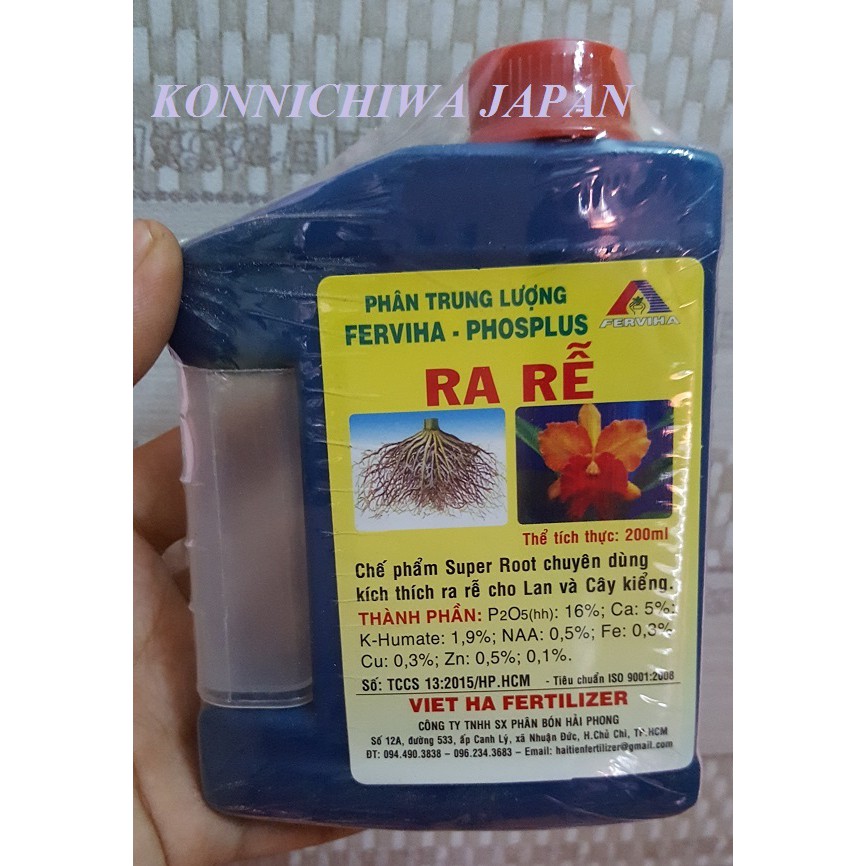 KONNICHIWA JAPAN
PHÂN TRUNG LƯỢNG
FERVIHA - PHOSPLUS
FERVIHA
RA RỄ
Thể tích thực: 200ml
Chế phẩm Super Root chuyên dùng
kích thích ra rễ cho Lan và Cây kiểng.
THÀNH PHẦN: P2O5(hh): 16%; Ca: 5%;
K-Humate: 1,9%; NAA: 0,5%; Fe: 0,3%
Cu: 0,3%; Zn: 0,5%; 0,1%.
Số: TCCS 13:2015/HP.HCM - Tiêu chuẩn ISO 9001:2008
VIET HA FERTILIZER
CÔNG TY TNHH SX PHÂN BÓN HẢI PHONG
Số 12A, đường 533, ấp Canh Lý, xã Nhuận Đức, H.Chủ Chi, TP.HCM
ĐT: 094.490.3838 – 096.234.3683 – Email: haitienfertilizer@gmail.com